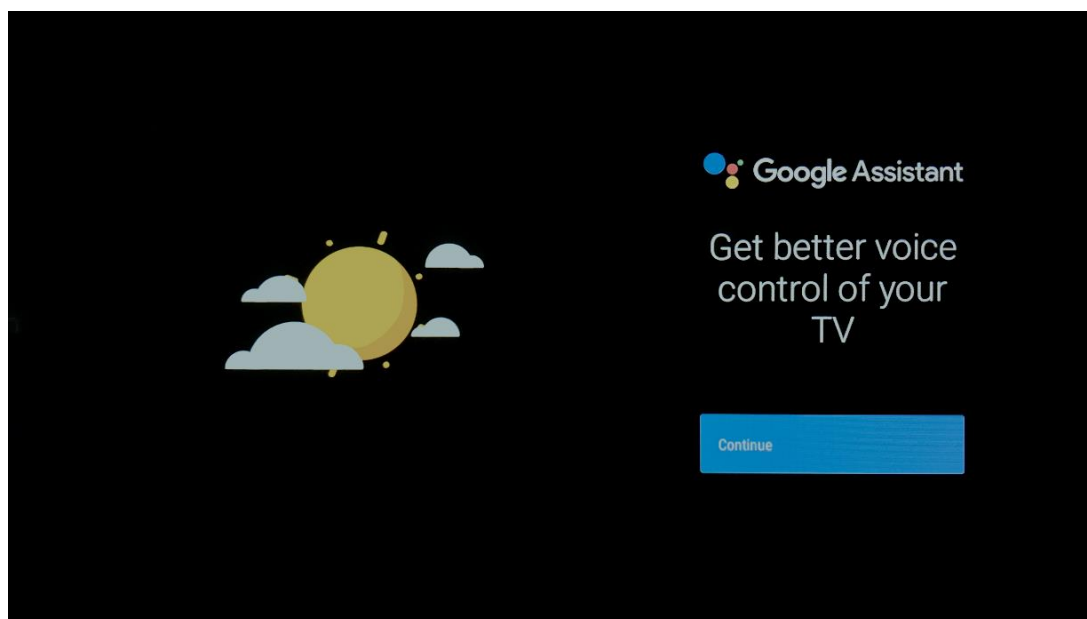 Google Assistant
Get better voice
control of your
TV
Continue